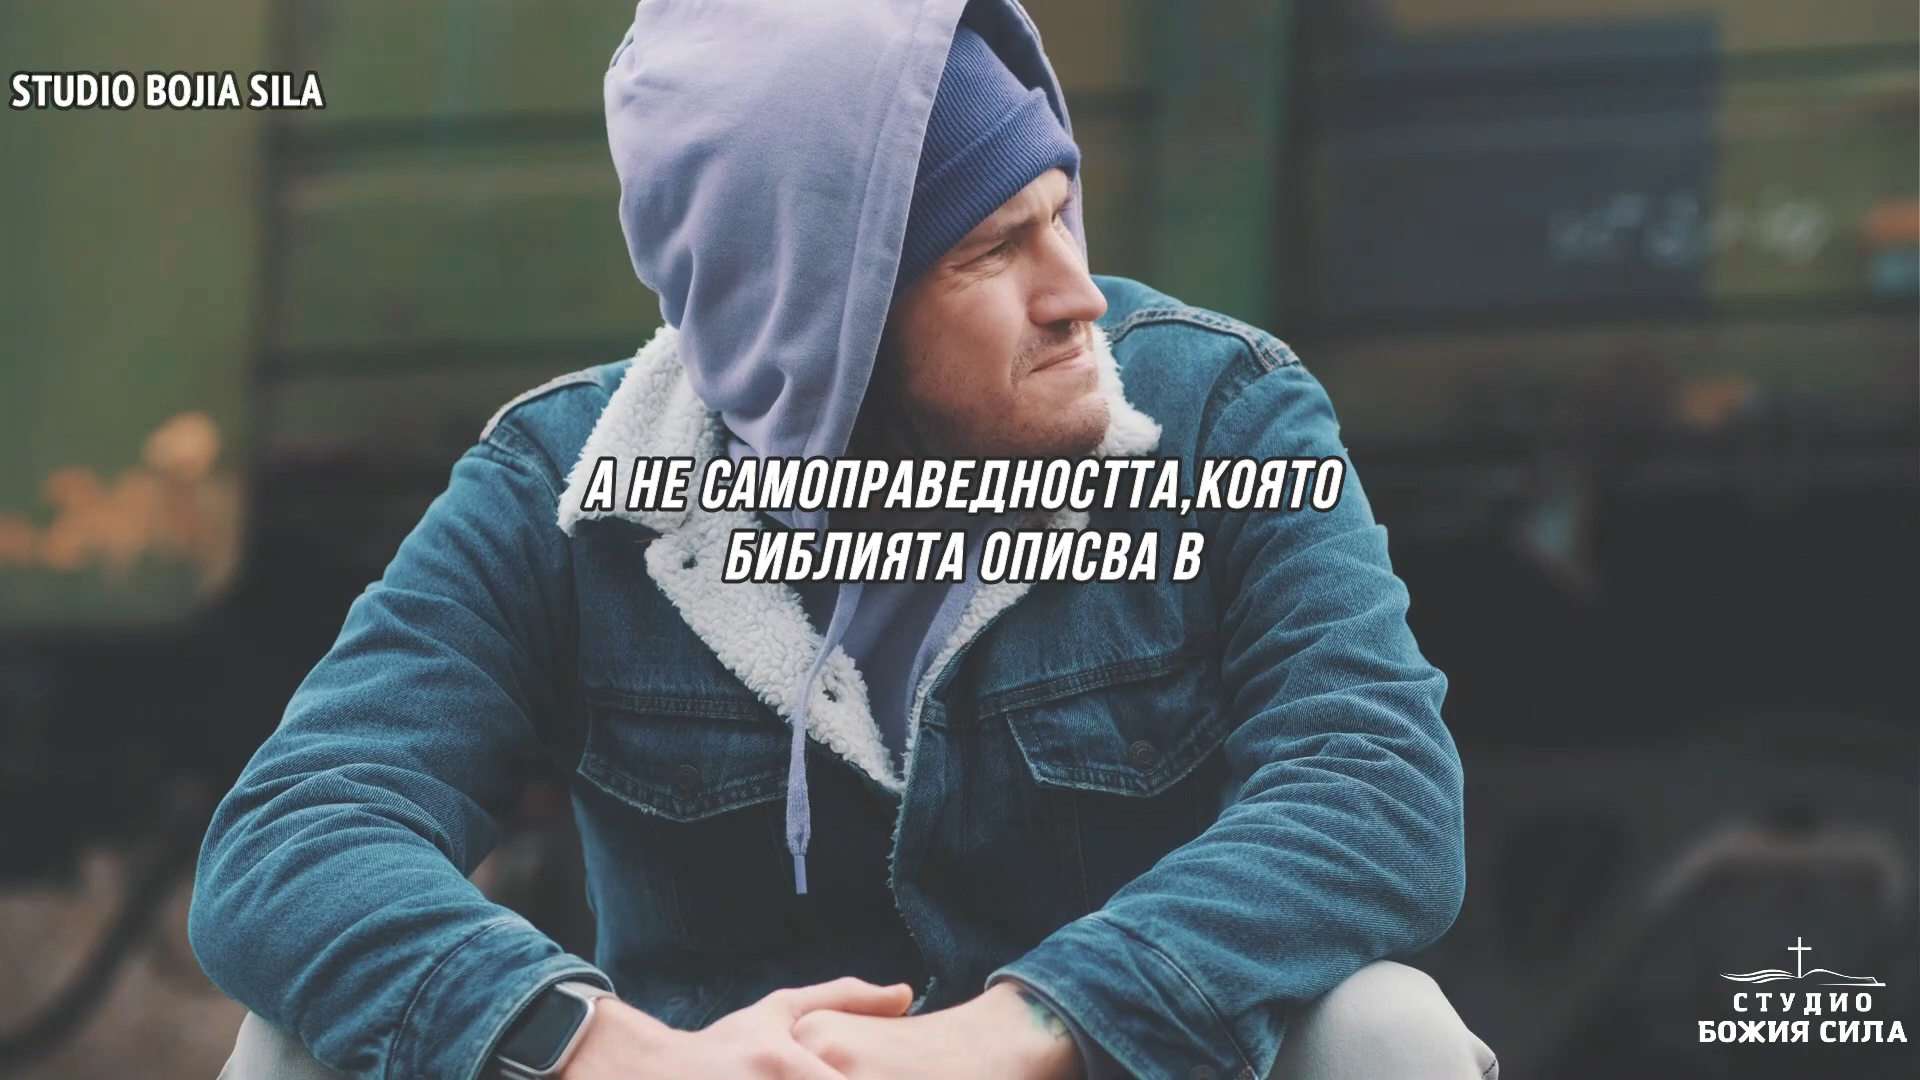 STUDIO BOJIA SILA
А НЕ САМОПРАВЕДНОСТТА,КОЯТО
БИБЛИЯТА ОПИСВА В
СТУДИО
БОЖИЯ СИЛА